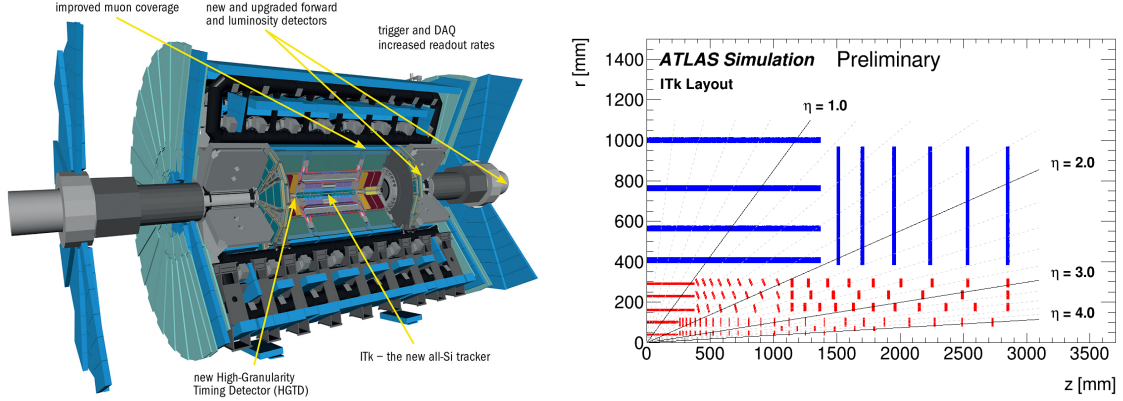 improved muon coverage
new and upgraded forward
and luminosity detectors
trigger and DAQ
increased readout rates
ITk – the new all-Si tracker
new High-Granularity
Timing Detector (HGTD)
r [mm]
1400
1200
1000
800
600
400
200
0
ATLAS Simulation Preliminary
ITk Layout
η = 1.0
η = 2.0
η = 3.0
η = 4.0
0 500 1000 1500 2000 2500 3000 3500
z [mm]